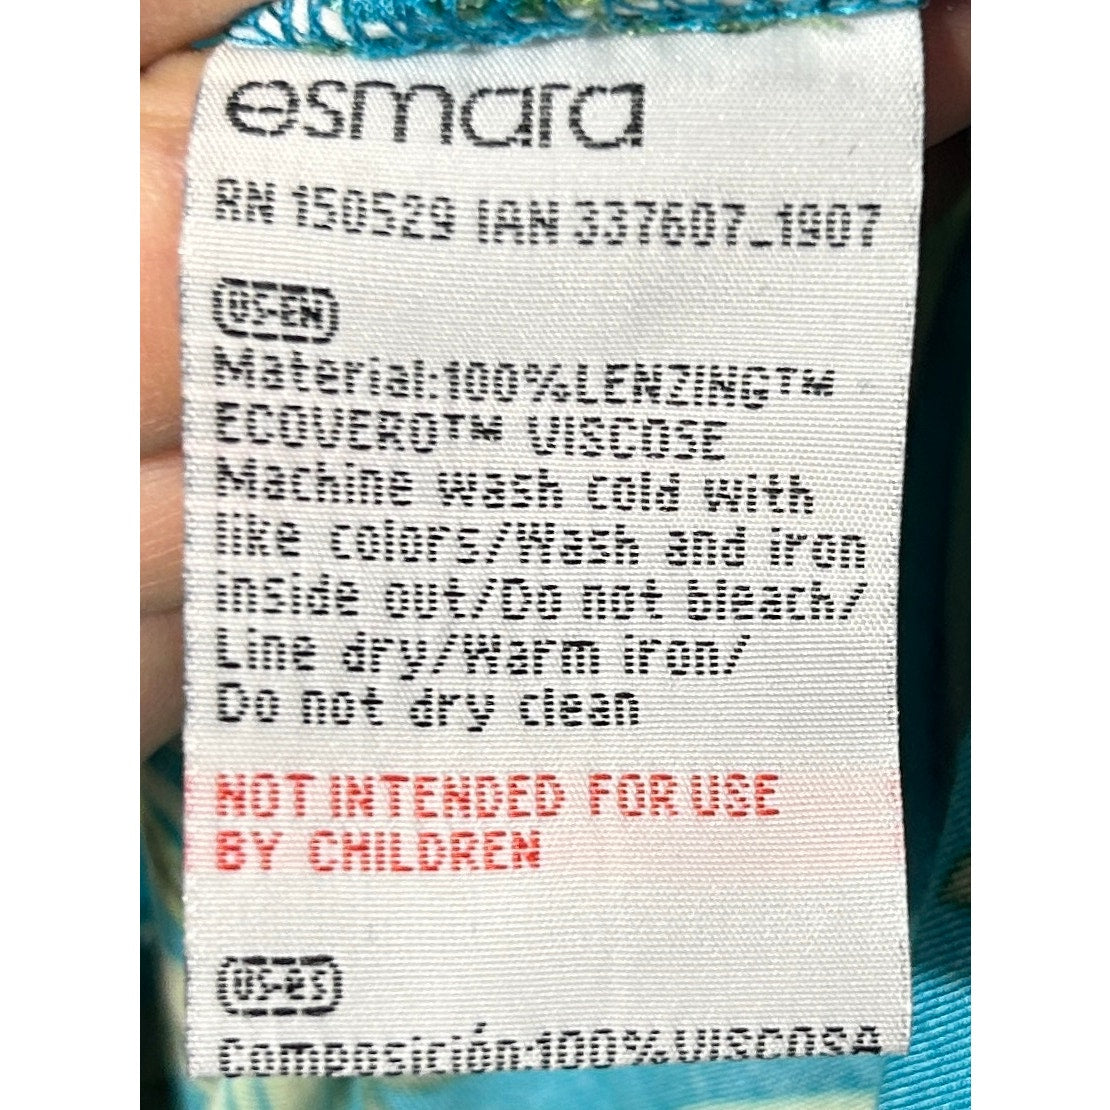 esmara
RN 150529 IAN 337607_1907
US-EN
Material:100%LENZING™
ECOVERO™ VISCOSE
Machine wash cold with
like colors/Wash and iron
inside out/Do not bleach/
Line dry/Warm iron/
Do not dry clean
NOT INTENDED FOR USE
BY CHILDREN
US-es
Composición:100%VISCOSA